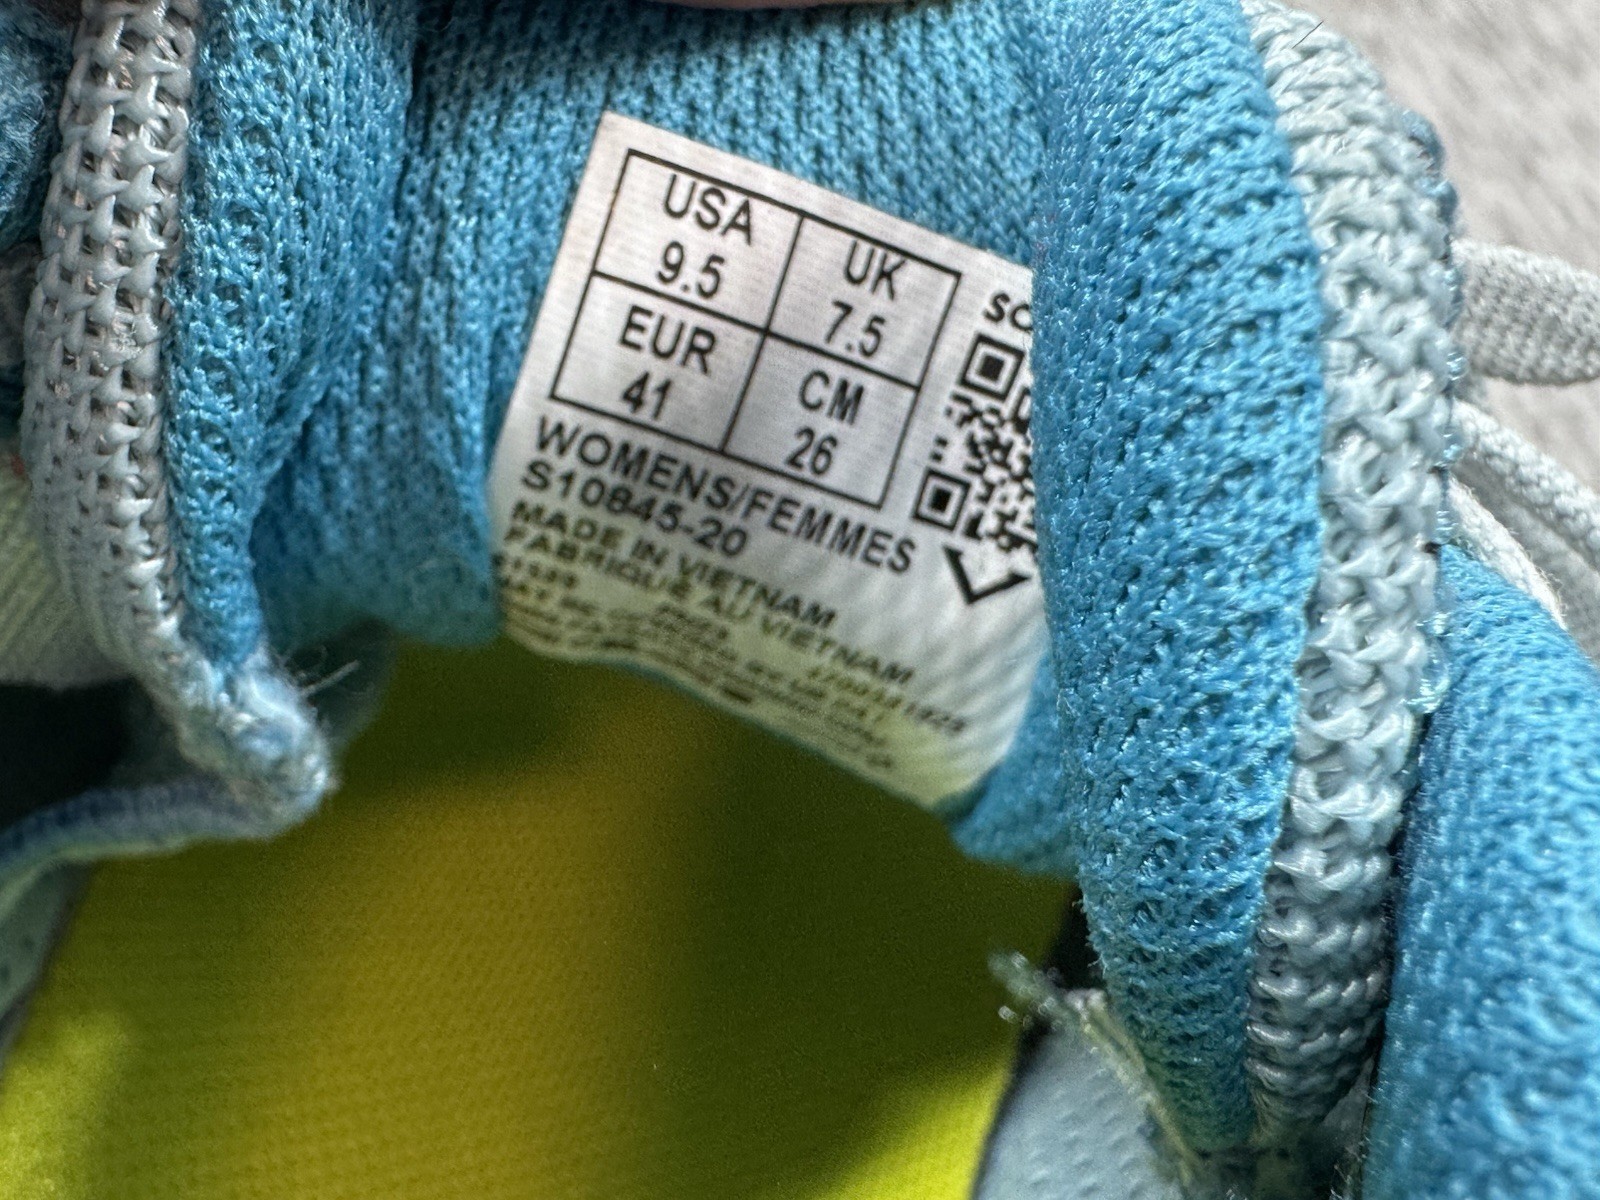 USA
9.5
UK
7.5
EUR
41
CM
26
WOMENS/FEMMES
S10845-20
MADE IN VIETNAM
FABRIQUE AU VIETNAM